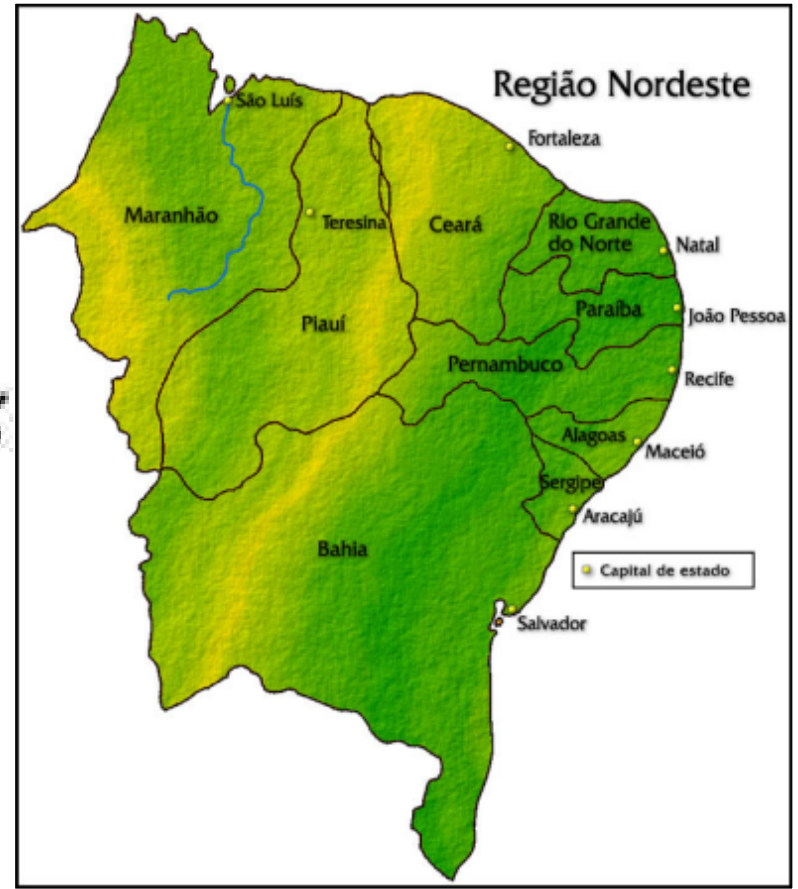 Região Nordeste
São Luís
Fortaleza
Maranhão
Teresina
Ceará
Rio Grande
do Norte
Natal
Paraíba
João Pessoa
Piauí
Pernambuco
Recife
Alagoas
Maceió
Sergipe
Aracajú
Bahia
Capital de estado
Salvador